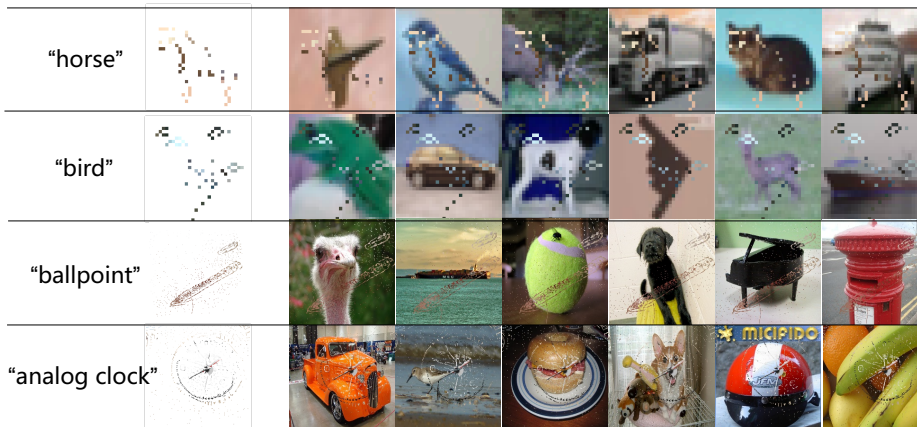 “horse”
“bird”
“ballpoint”
“analog clock”
MICIPIDO